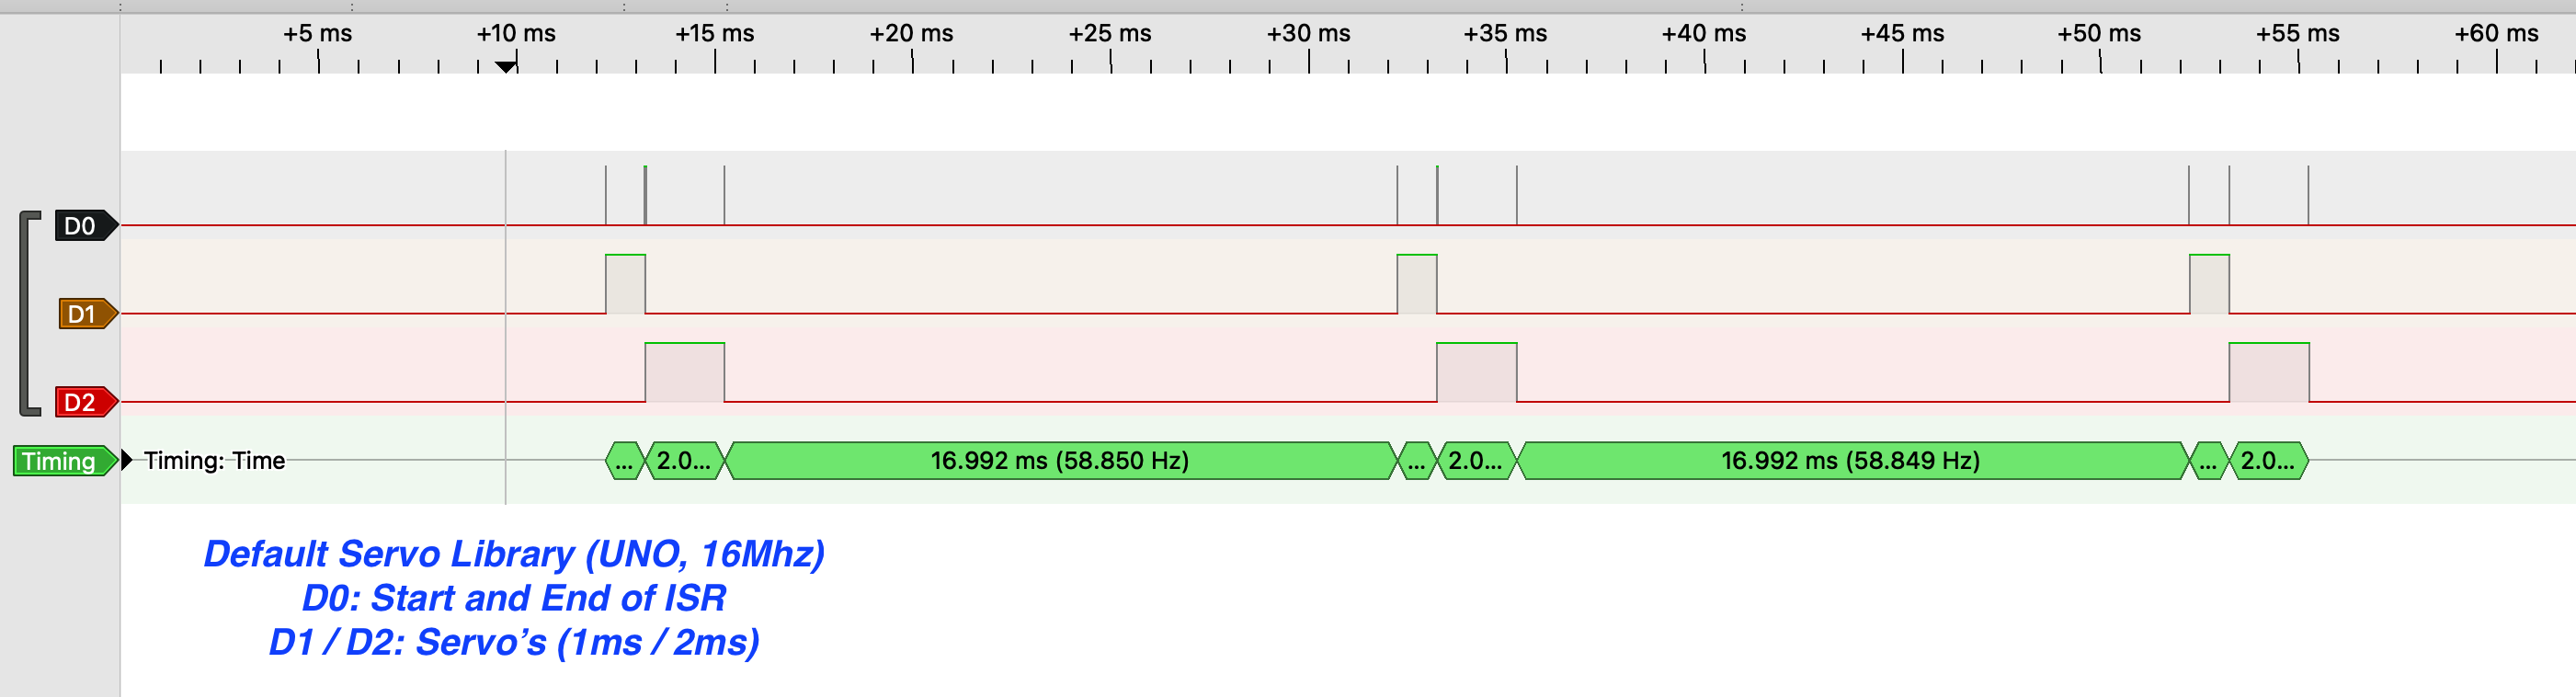 +5 ms +10 ms +15 ms +20 ms +25 ms +30 ms +35 ms +40 ms +45 ms +50 ms +55 ms +60 ms
D0
D1
D2
Timing Timing: Time ... 2.0... 16.992 ms (58.850 Hz) ... 2.0... 16.992 ms (58.849 Hz) ... 2.0...
Default Servo Library (UNO, 16Mhz)
D0: Start and End of ISR
D1 / D2: Servo’s (1ms / 2ms)